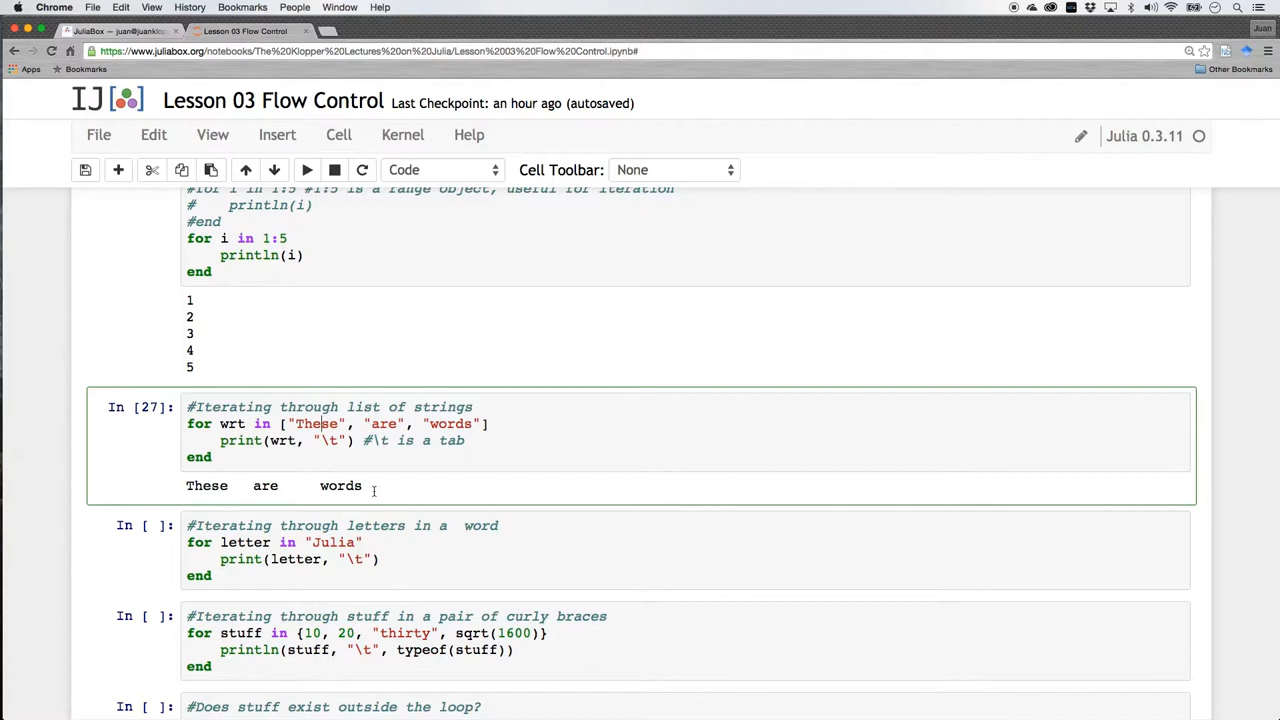 Chrome File Edit View History Bookmarks People Window Help
JuliaBox — juan@juanklop Lesson 03 Flow Control Juan
https://www.juliabox.org/notebooks/The%20Klopper%20Lectures%20on%20Julia/Lesson%2003%20Flow%20Control.ipynb#
Apps Bookmarks Other Bookmarks
IJ[ ] Lesson 03 Flow Control Last Checkpoint: an hour ago (autosaved)
File Edit View Insert Cell Kernel Help Julia 0.3.11
Code Cell Toolbar: None
#for i in 1:5 #1:5 is a range object, useful for iteration
#    println(i)
#end
for i in 1:5
    println(i)
end
1
2
3
4
5
In [27]: #Iterating through list of strings
for wrt in ["These", "are", "words"]
    print(wrt, "\t") #\t is a tab
end
These   are     words
In [ ]: #Iterating through letters in a  word
for letter in "Julia"
    print(letter, "\t")
end
In [ ]: #Iterating through stuff in a pair of curly braces
for stuff in {10, 20, "thirty", sqrt(1600)}
    println(stuff, "\t", typeof(stuff))
end
In [ ]: #Does stuff exist outside the loop?